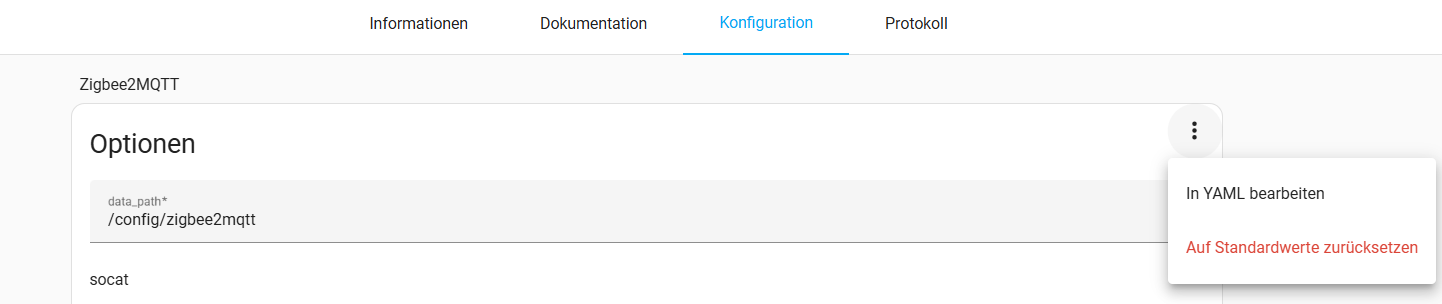 Informationen Dokumentation Konfiguration Protokoll
Zigbee2MQTT
Optionen
data_path*
/config/zigbee2mqtt
socat
In YAML bearbeiten
Auf Standardwerte zurücksetzen